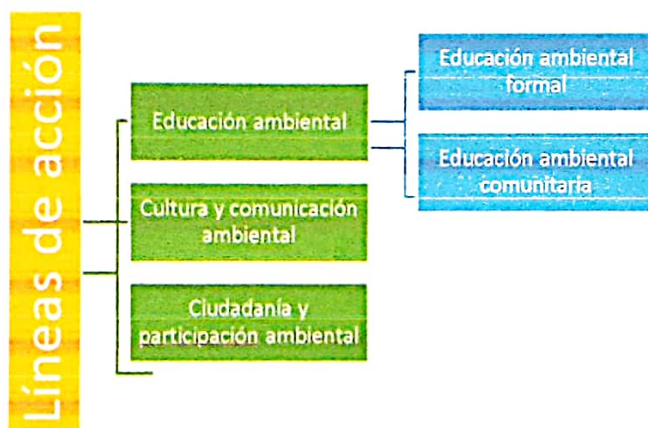 Líneas de acción
Educación ambiental
Cultura y comunicación
ambiental
Ciudadanía y
participación ambiental
Educación ambiental
formal
Educación ambiental
comunitaria